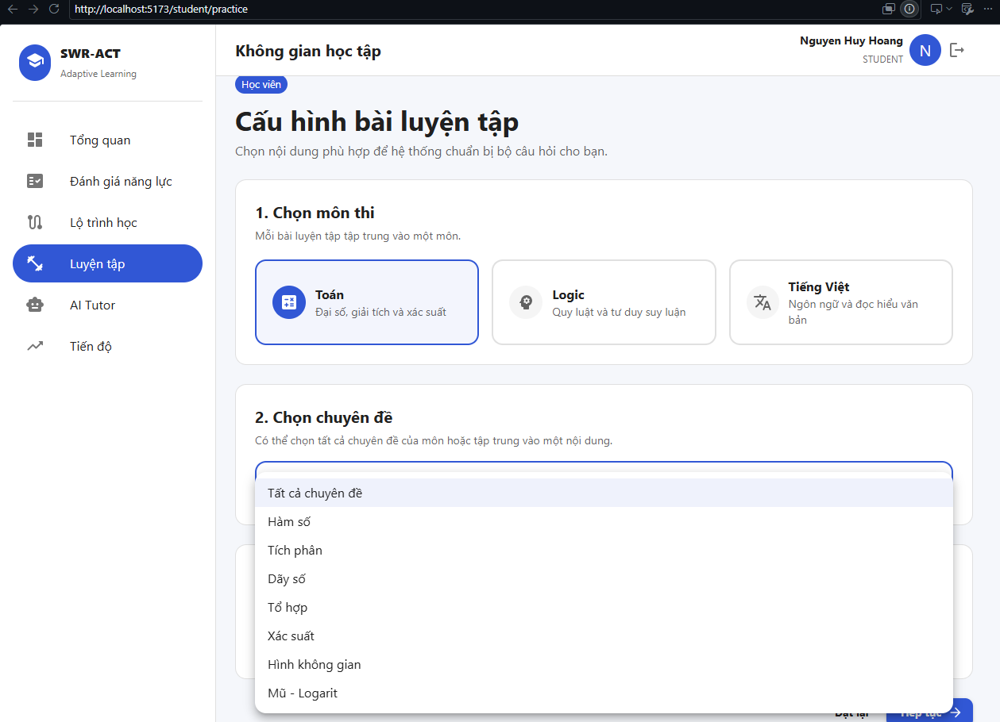 http://localhost:5173/student/practice
SWR-ACT
Adaptive Learning
Không gian học tập
Nguyen Huy Hoang
STUDENT
N
Tổng quan
Đánh giá năng lực
Lộ trình học
Luyện tập
AI Tutor
Tiến độ
Học viên
Cấu hình bài luyện tập
Chọn nội dung phù hợp để hệ thống chuẩn bị bộ câu hỏi cho bạn.
1. Chọn môn thi
Mỗi bài luyện tập tập trung vào một môn.
Toán
Đại số, giải tích và xác suất
Logic
Quy luật và tư duy suy luận
Tiếng Việt
Ngôn ngữ và đọc hiểu văn
bản
2. Chọn chuyên đề
Có thể chọn tất cả chuyên đề của môn hoặc tập trung vào một nội dung.
Tất cả chuyên đề
Hàm số
Tích phân
Dãy số
Tổ hợp
Xác suất
Hình không gian
Mũ - Logarit
Đặt lại
Tiếp tục